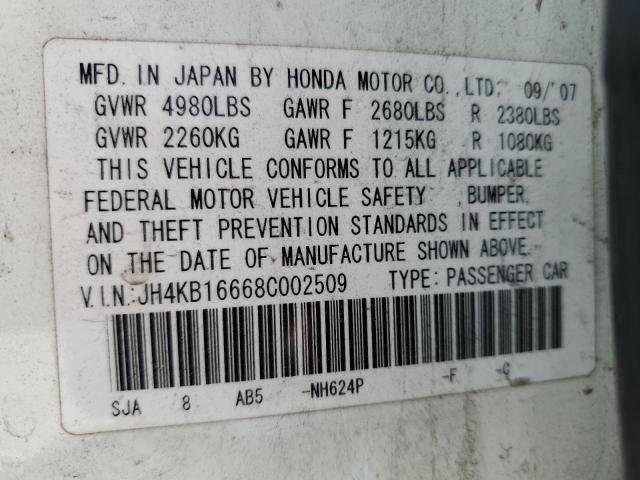 MFD. IN JAPAN BY HONDA MOTOR CO., LTD. 09/'07
GVWR 4980LBS GAWR F 2680LBS R 2380LBS
GVWR 2260KG GAWR F 1215KG R 1080KG
THIS VEHICLE CONFORMS TO ALL APPLICABLE
FEDERAL MOTOR VEHICLE SAFETY , BUMPER,
AND THEFT PREVENTION STANDARDS IN EFFECT
ON THE DATE OF MANUFACTURE SHOWN ABOVE.
V.I.N.:JH4KB16668C002509 TYPE: PASSENGER CAR
SJA 8 AB5 -NH624P -F -C